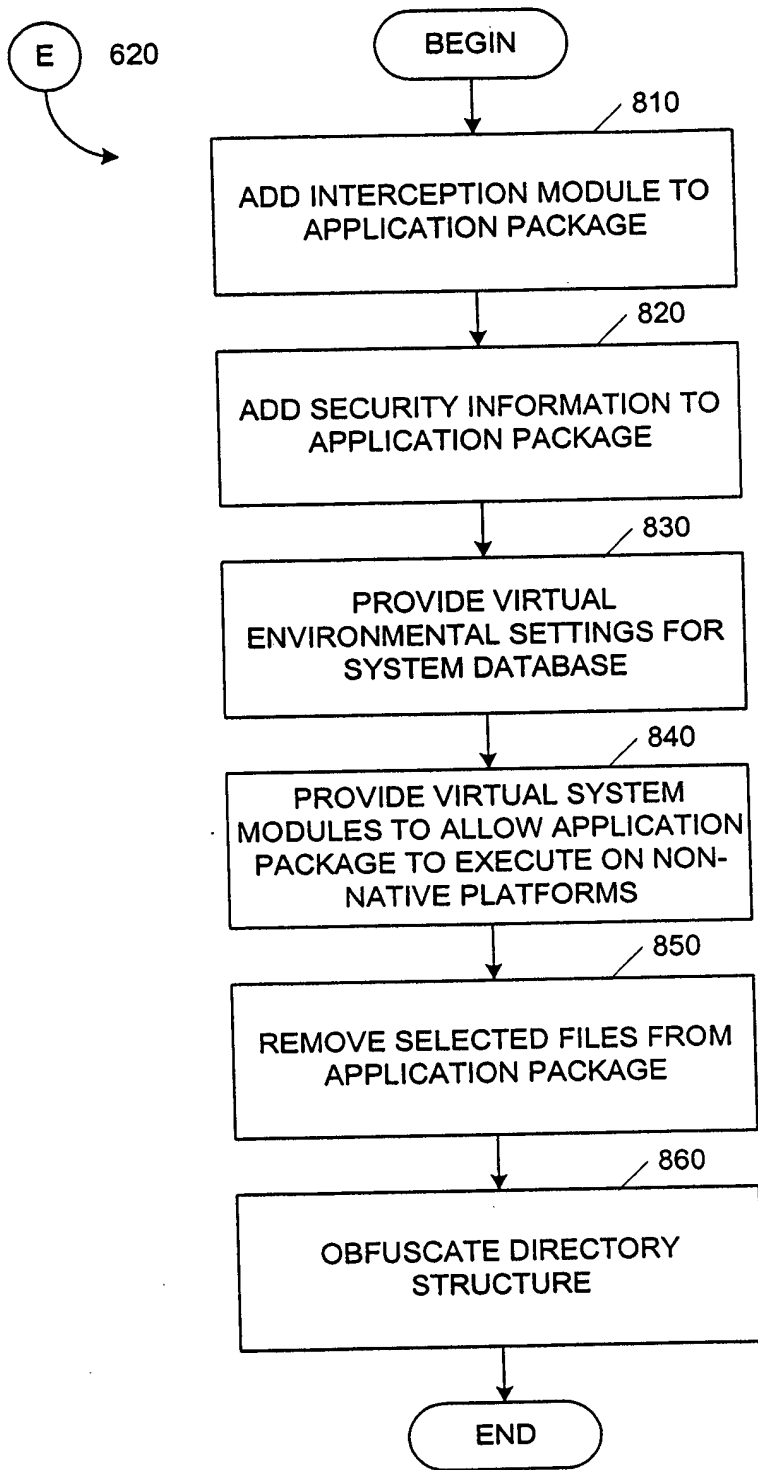 E 620
BEGIN
810
ADD INTERCEPTION MODULE TO
APPLICATION PACKAGE
820
ADD SECURITY INFORMATION TO
APPLICATION PACKAGE
830
PROVIDE VIRTUAL
ENVIRONMENTAL SETTINGS FOR
SYSTEM DATABASE
840
PROVIDE VIRTUAL SYSTEM
MODULES TO ALLOW APPLICATION
PACKAGE TO EXECUTE ON NON-
NATIVE PLATFORMS
850
REMOVE SELECTED FILES FROM
APPLICATION PACKAGE
860
OBFUSCATE DIRECTORY
STRUCTURE
END